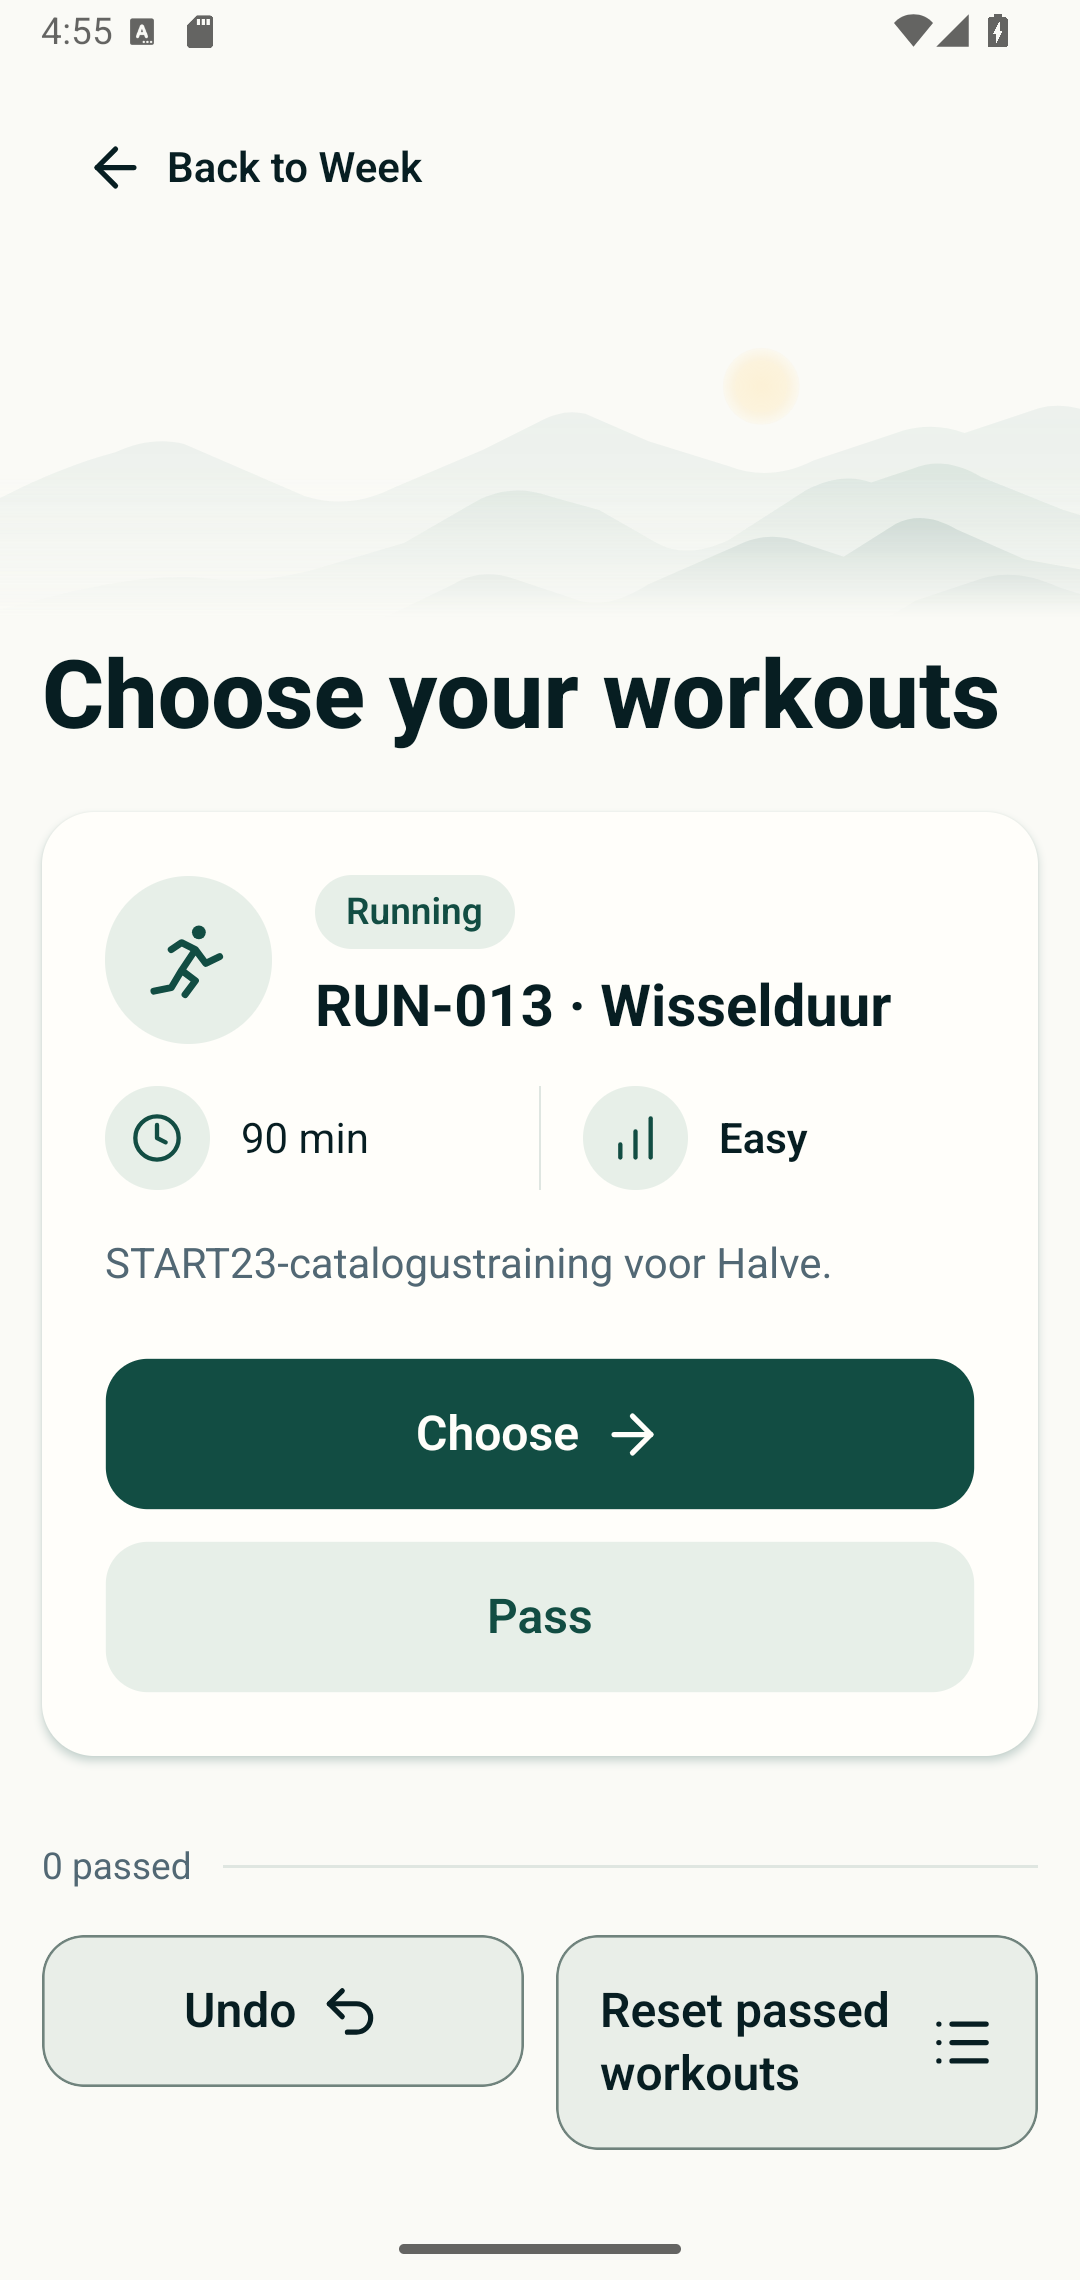 4:55
Back to Week
Choose your workouts
Running
RUN-013 · Wisselduur
90 min
Easy
START23-catalogustraining voor Halve.
Choose
Pass
0 passed
Undo
Reset passed
workouts